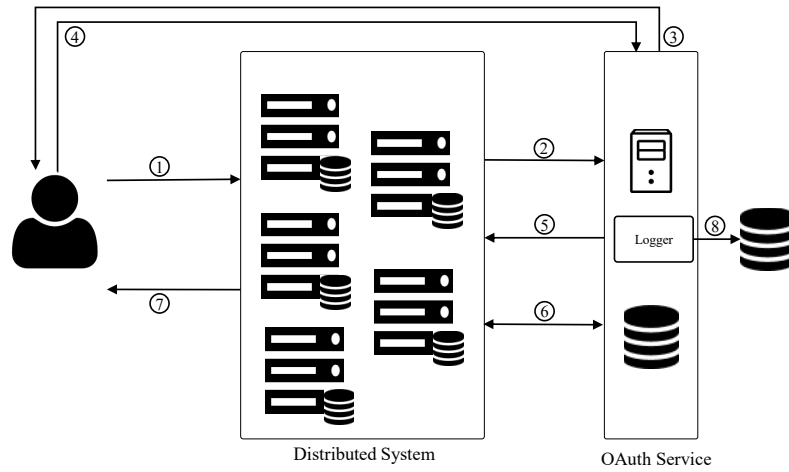 ④
③
①
②
⑤
Logger
⑧
⑦
⑥
Distributed System
OAuth Service